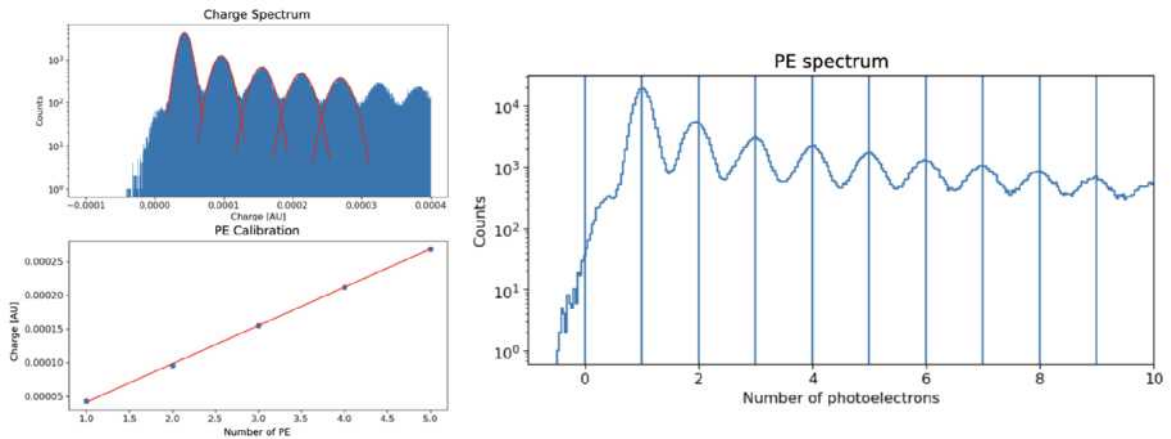 Charge Spectrum
10³
10²
10¹
10⁰
Counts
−0.0001 0.0000 0.0001 0.0002 0.0003 0.0004
Charge [AU]
PE Calibration
0.00025
0.00020
0.00015
0.00010
0.00005
Charge [AU]
1.0 1.5 2.0 2.5 3.0 3.5 4.0 4.5 5.0
Number of PE
PE spectrum
10⁴
10³
10²
10¹
10⁰
Counts
0 2 4 6 8 10
Number of photoelectrons